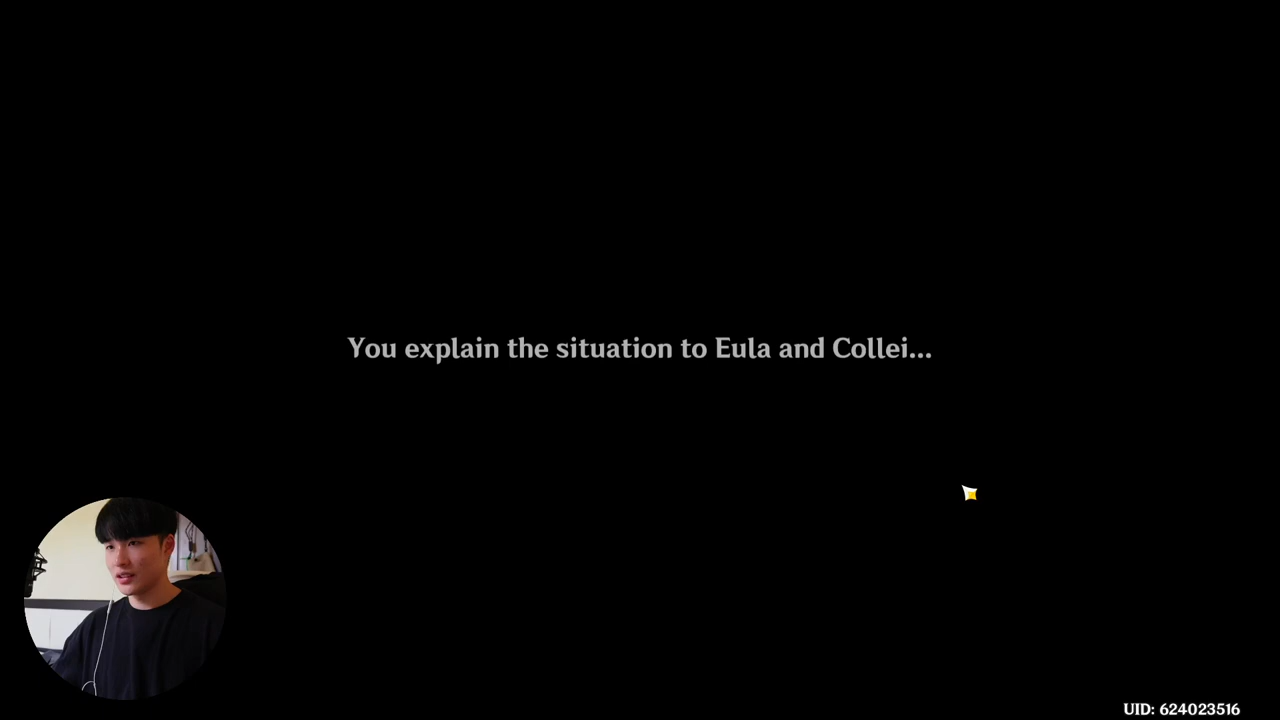 You explain the situation to Eula and Collei...
UID: 624023516